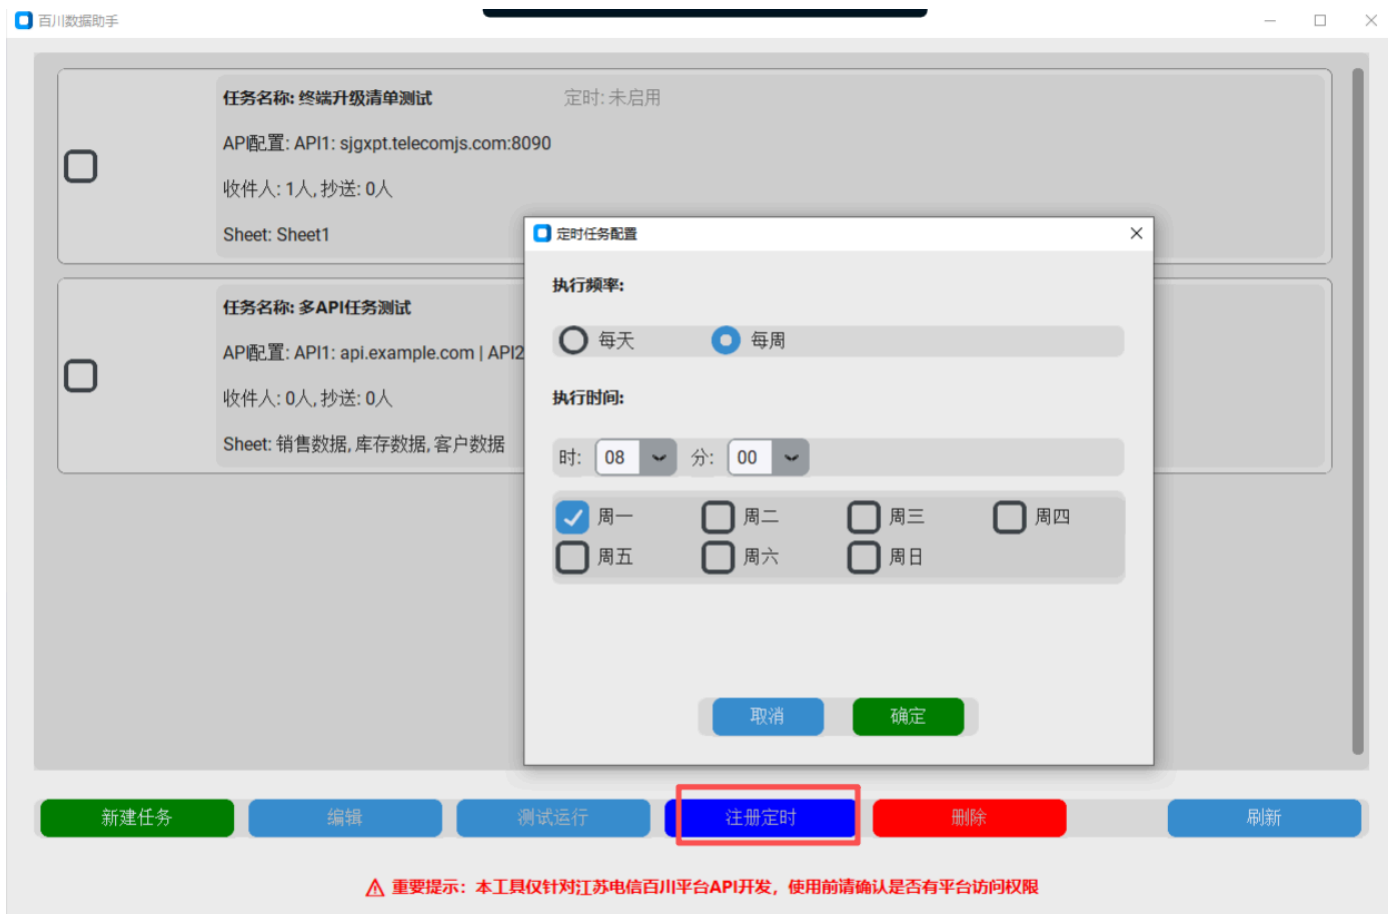 百川数据助手
任务名称: 终端升级清单测试 定时: 未启用
API配置: API1: sjgxpt.telecomjs.com:8090
收件人: 1人, 抄送: 0人
Sheet: Sheet1
任务名称: 多API任务测试
API配置: API1: api.example.com | API2
收件人: 0人, 抄送: 0人
Sheet: 销售数据, 库存数据, 客户数据
定时任务配置
执行频率:
每天 每周
执行时间:
时: 08 分: 00
周一 周二 周三 周四
周五 周六 周日
取消 确定
新建任务 编辑 测试运行 注册定时 删除 刷新
⚠ 重要提示：本工具仅针对江苏电信百川平台API开发，使用前请确认是否有平台访问权限